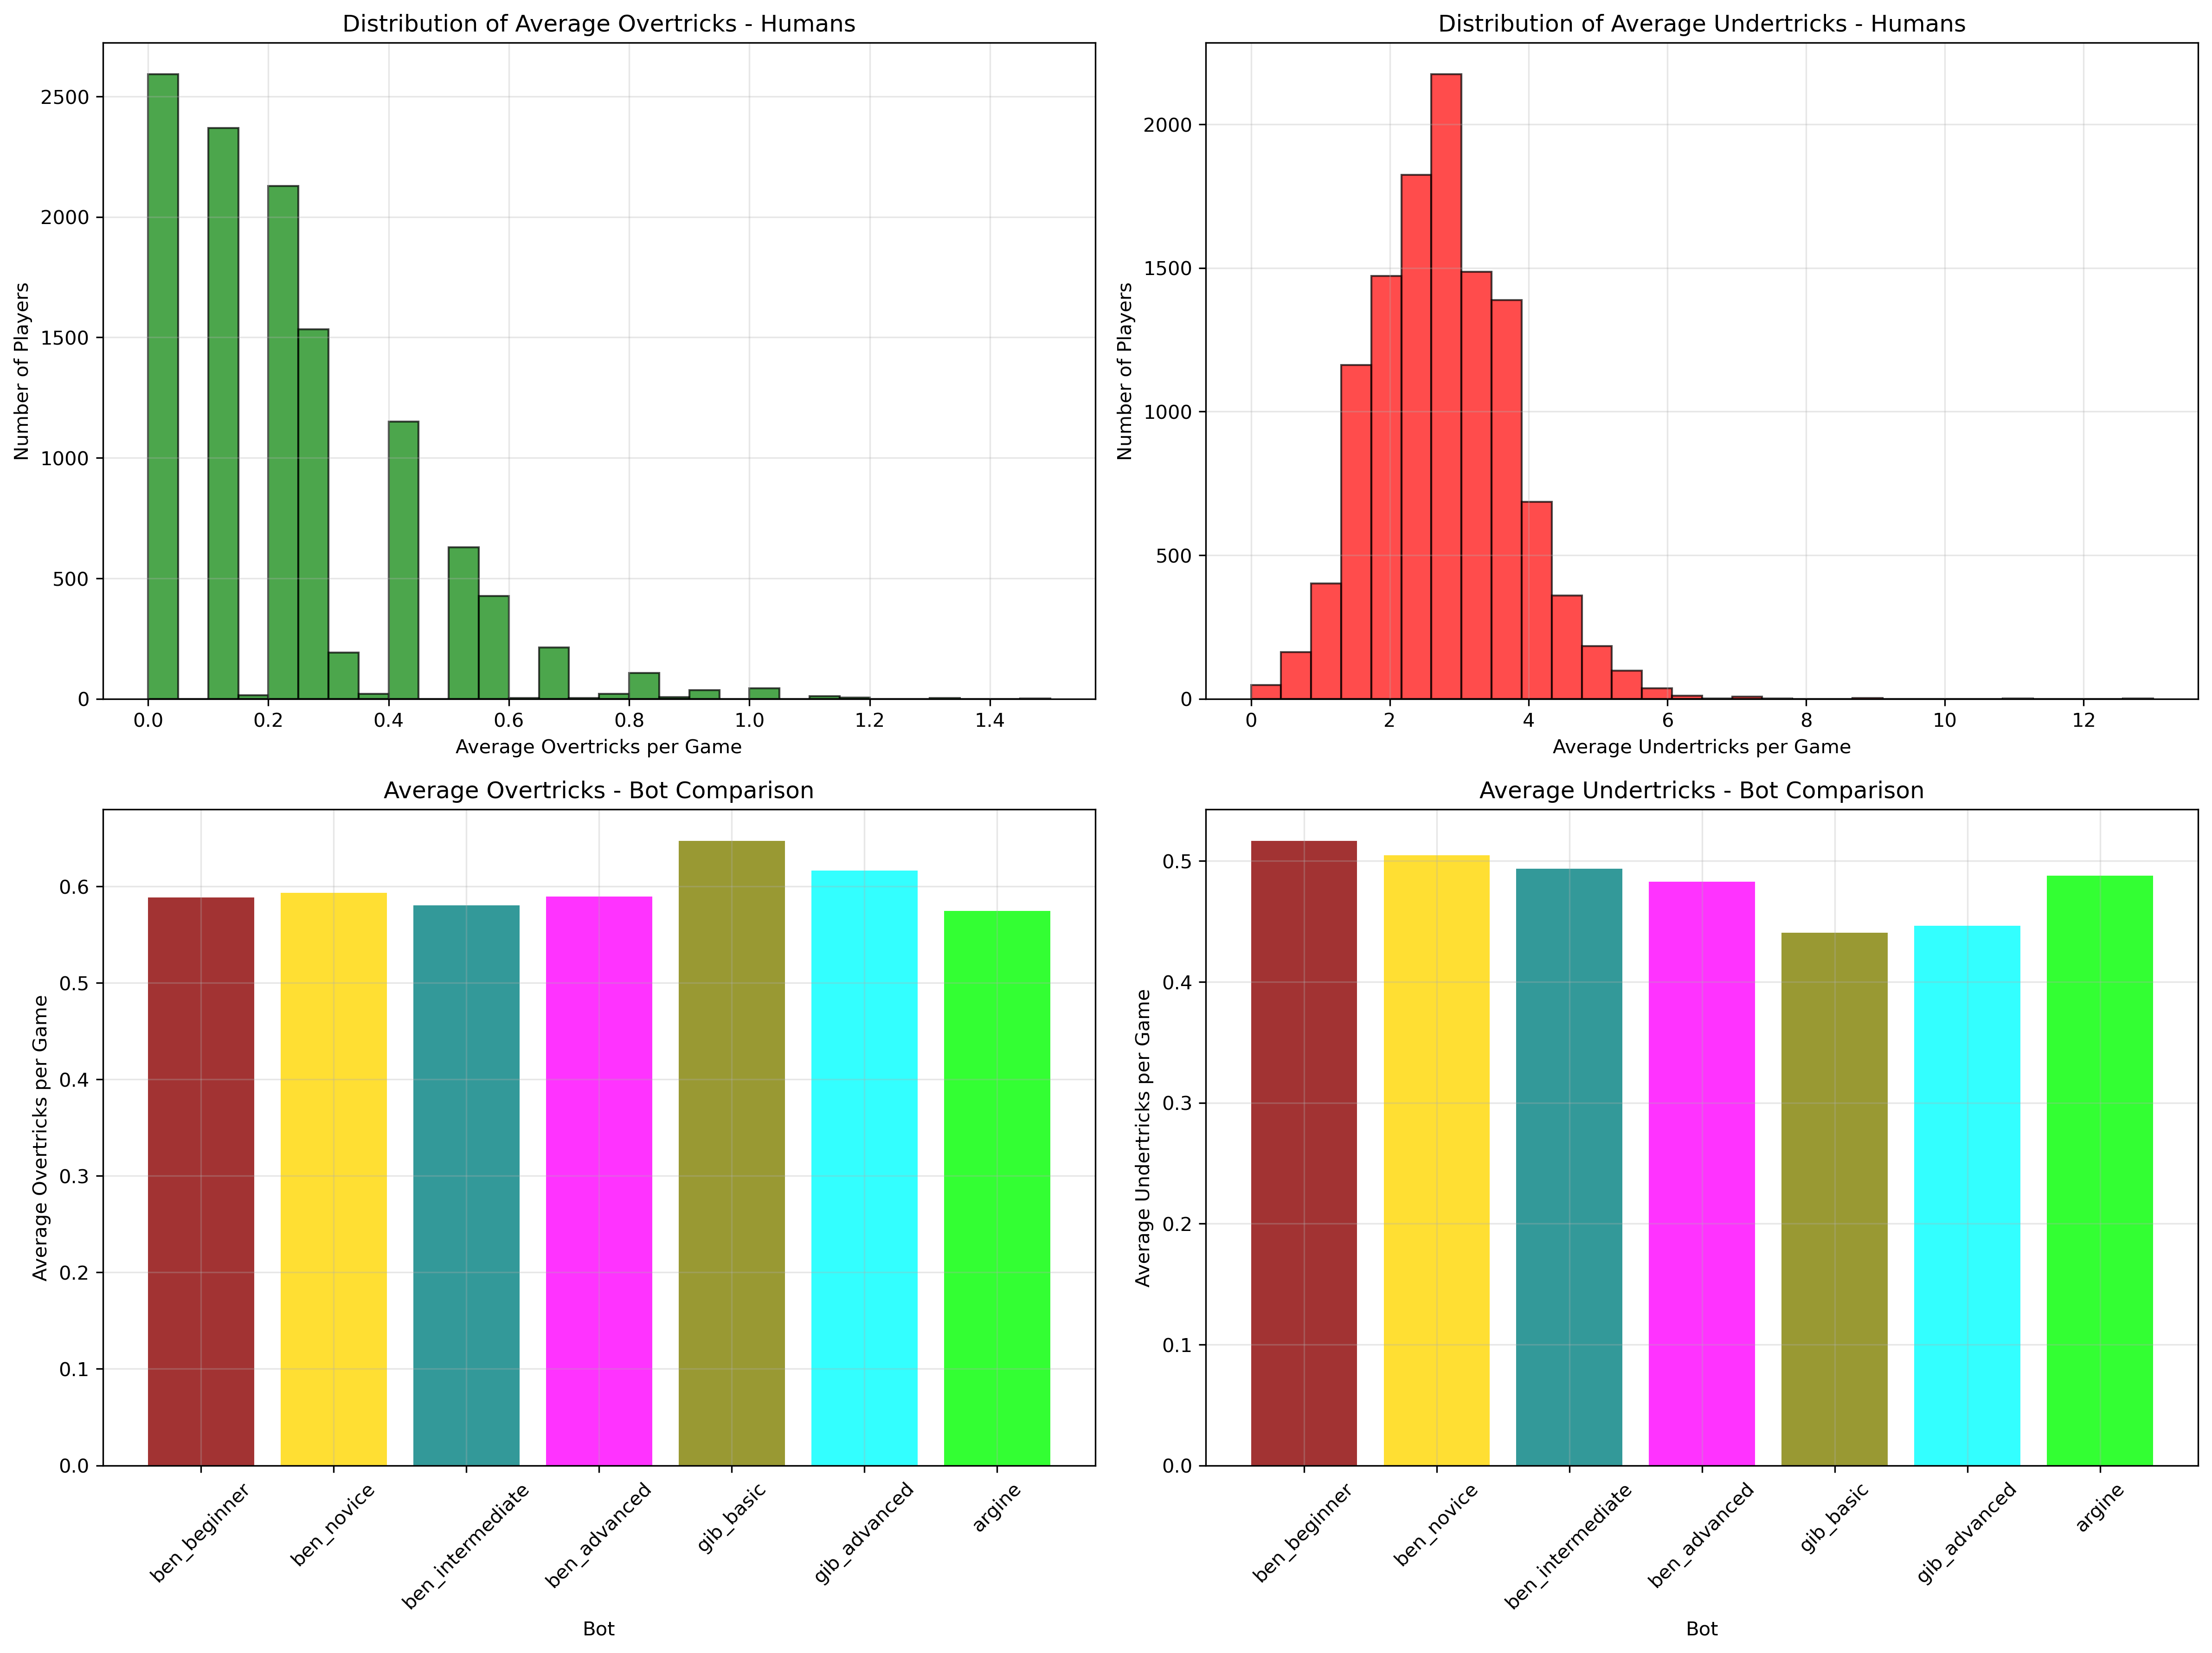 Distribution of Average Overtricks - Humans
Number of Players
2500
2000
1500
1000
500
0
0.0 0.2 0.4 0.6 0.8 1.0 1.2 1.4
Average Overtricks per Game
Distribution of Average Undertricks - Humans
Number of Players
2000
1500
1000
500
0
0 2 4 6 8 10 12
Average Undertricks per Game
Average Overtricks - Bot Comparison
Average Overtricks per Game
0.6
0.5
0.4
0.3
0.2
0.1
0.0
ben_beginner
ben_novice
ben_intermediate
ben_advanced
gib_basic
gib_advanced
argine
Bot
Average Undertricks - Bot Comparison
Average Undertricks per Game
0.5
0.4
0.3
0.2
0.1
0.0
ben_beginner
ben_novice
ben_intermediate
ben_advanced
gib_basic
gib_advanced
argine
Bot